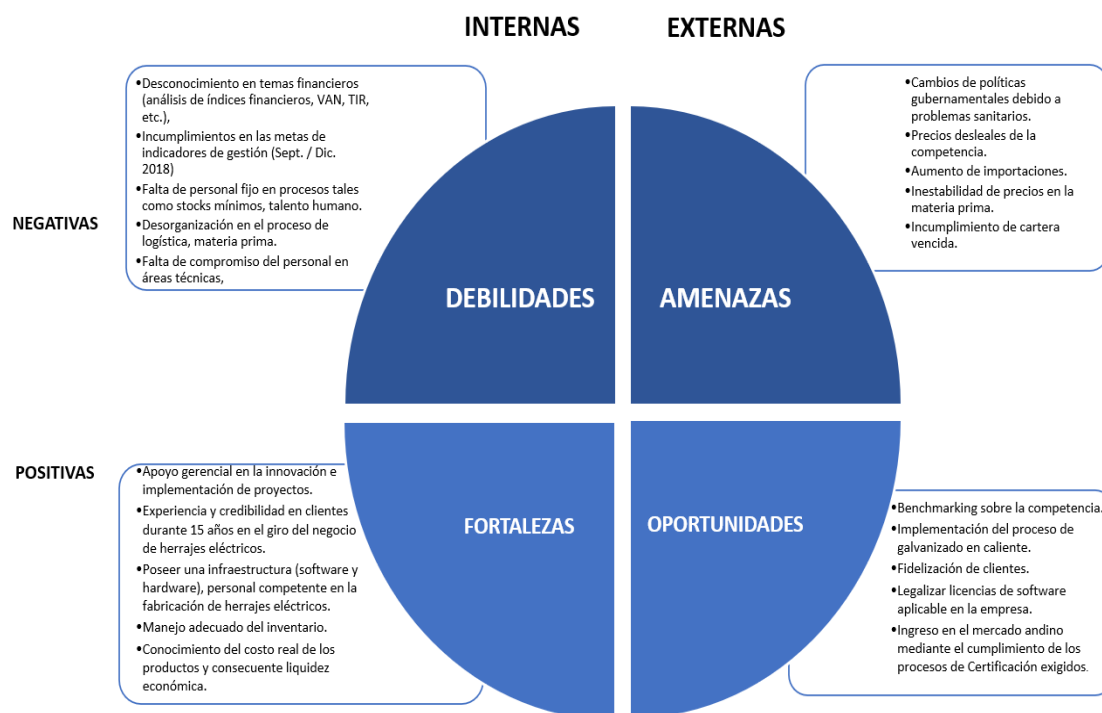 INTERNAS
EXTERNAS
NEGATIVAS
•Desconocimiento en temas financieros
(análisis de índices financieros, VAN, TIR,
etc.),
•Incumplimientos en las metas de
indicadores de gestión (Sept. / Dic.
2018)
•Falta de personal fijo en procesos tales
como stocks mínimos, talento humano.
•Desorganización en el proceso de
logística, materia prima.
•Falta de compromiso del personal en
áreas técnicas,
DEBILIDADES
AMENAZAS
•Cambios de políticas
gubernamentales debido a
problemas sanitarios.
•Precios desleales de la
competencia.
•Aumento de importaciones.
•Inestabilidad de precios en la
materia prima.
•Incumplimiento de cartera
vencida.
POSITIVAS
•Apoyo gerencial en la innovación e
implementación de proyectos.
•Experiencia y credibilidad en clientes
durante 15 años en el giro del negocio
de herrajes eléctricos.
•Poseer una infraestructura (software y
hardware), personal competente en la
fabricación de herrajes eléctricos.
•Manejo adecuado del inventario.
•Conocimiento del costo real de los
productos y consecuente liquidez
económica.
FORTALEZAS
OPORTUNIDADES
•Benchmarking sobre la competencia.
•Implementación del proceso de
galvanizado en caliente.
•Fidelización de clientes.
•Legalizar licencias de software
aplicable en la empresa.
•Ingreso en el mercado andino
mediante el cumplimiento de los
procesos de Certificación exigidos.